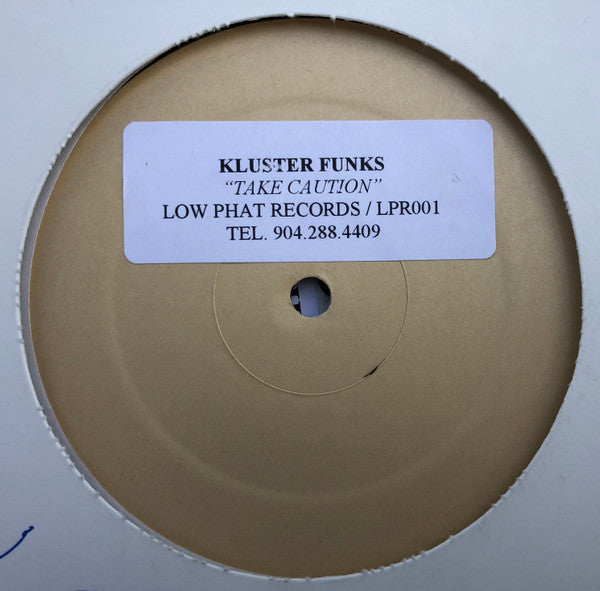 KLUSTER FUNKS
“TAKE CAUTION”
LOW PHAT RECORDS / LPR001
TEL. 904.288.4409